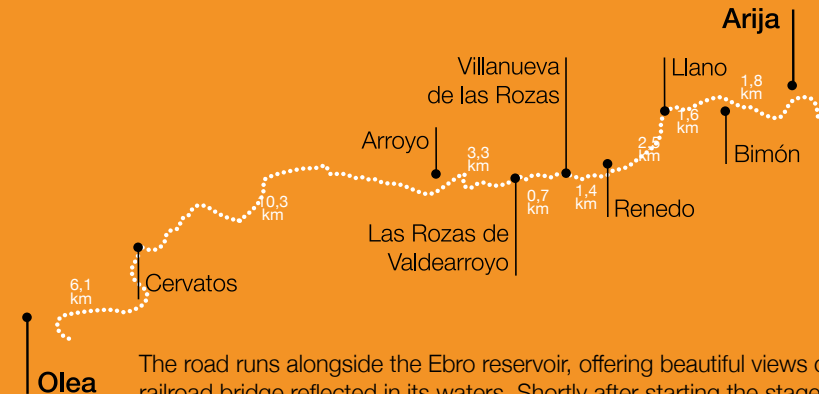 Arija
Villanueva
de las Rozas
Llano
1,8
km
1,6
km
Arroyo
3,3
km
2,5
km
Bimón
0,7
km
1,4
km
Renedo
10,3
km
Las Rozas de
Valdearroyo
Cervatos
6,1
km
The road runs alongside the Ebro reservoir, offering beautiful views
Olea
railroad bridge reflected in its waters. Shortly after starting the stage